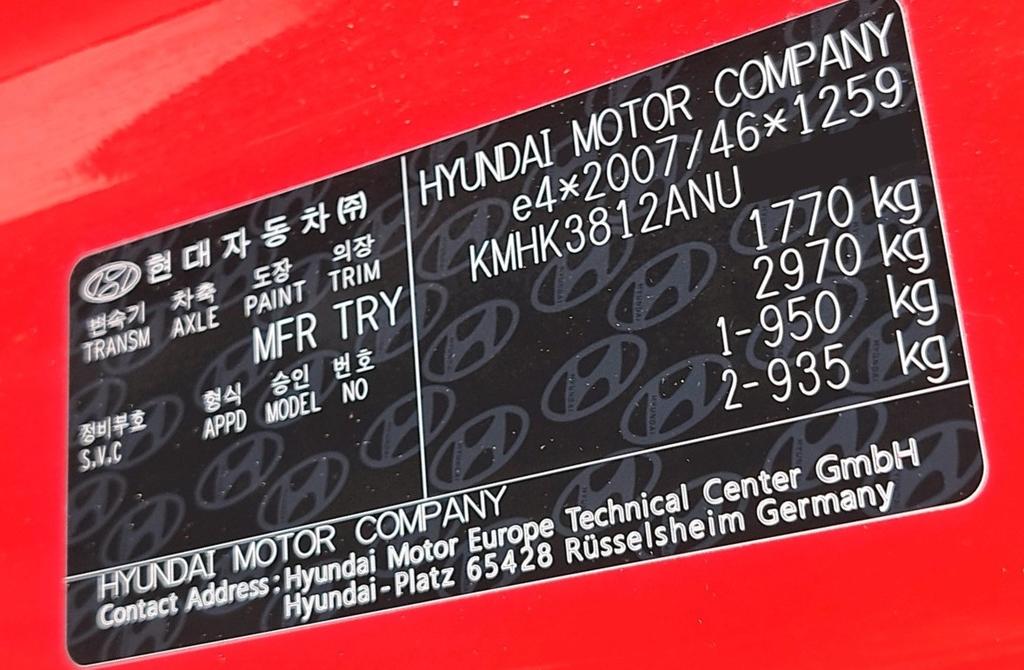 현대자동차㈜
변속기 차축 도장 의장
TRANSM AXLE PAINT TRIM
MFR TRY
정비부호 형식 승인 번호
S.V.C APPD MODEL NO
HYUNDAI MOTOR COMPANY
e4*2007/46*1259
KMHK3812ANU
1770 kg
2970 kg
1-950 kg
2-935 kg
HYUNDAI MOTOR COMPANY
Contact Address : Hyundai Motor Europe Technical Center GmbH
Hyundai-Platz 65428 Rüsselsheim Germany